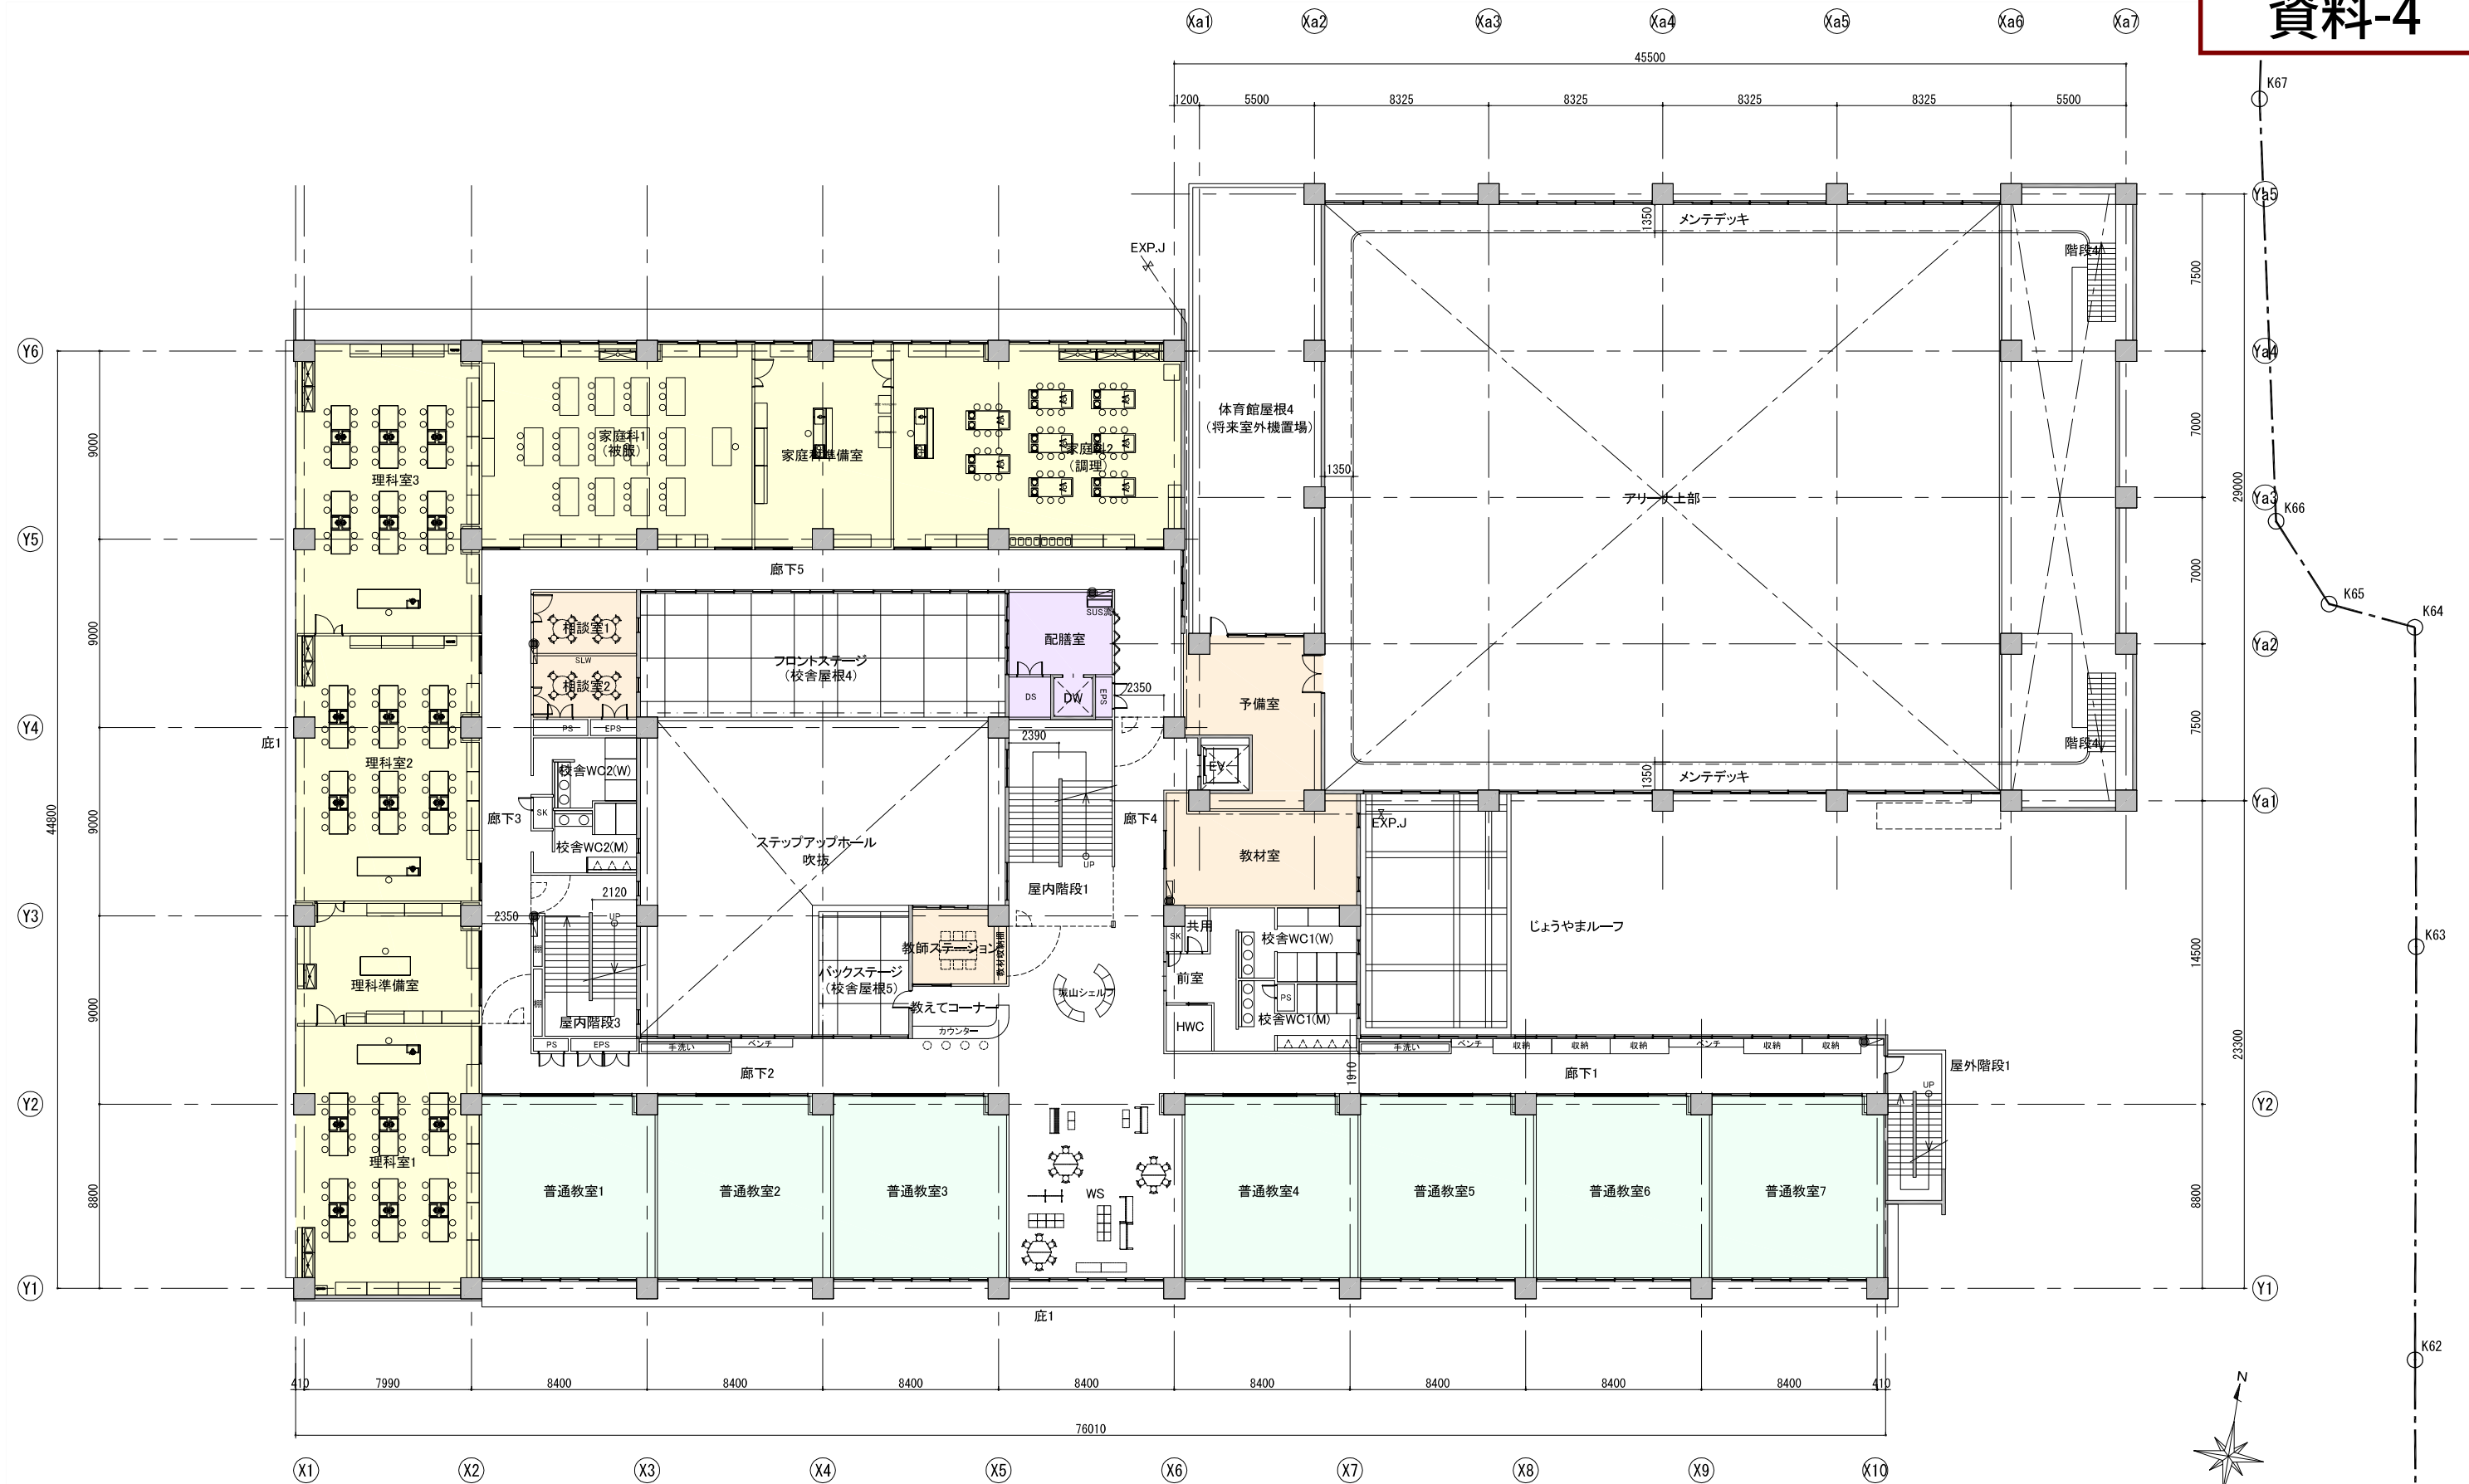 資料-4
Xa1 Xa2 Xa3 Xa4 Xa5 Xa6 Xa7
45500
1200 5500 8325 8325 8325 8325 5500
K67
Ya5
メンテデッキ
1350
階段4
EXP.J
7500
Y6
Ya4
体育館屋根4
(将来室外機置場)
家庭科1
(被服)
家庭科準備室
家庭科2
(調理)
9000
7000
理科室3
1350
アリーナ上部
Ya3
29000
K66
Y5
廊下5
7000
K65
K64
相談室1
SLW
相談室2
フロントステージ
(校舎屋根4)
配膳室
DS
DW
EPS
2350
9000
Ya2
予備室
Y4
PS
EPS
庇1
2390
7500
階段4
理科室2
校舎WC2(W)
EV
1350
メンテデッキ
Ya1
44800
廊下3
SK
校舎WC2(M)
ステップアップホール
吹抜
廊下4
EXP.J
9000
教材室
UP
屋内階段1
2120
Y3
2350
UP
棚
棚
共用
SK
校舎WC1(W)
じょうやまルーフ
K63
教師ステーション
教材収納棚
14500
理科準備室
バックステージ
(校舎屋根5)
前室
城山シェルフ
PS
教えてコーナー
9000
屋内階段3
カウンター
HWC
校舎WC1(M)
23300
PS
EPS
手洗い
ベンチ
手洗い
ベンチ
収納
収納
収納
ベンチ
収納
収納
廊下2
1910
廊下1
屋外階段1
UP
Y2
Y2
理科室1
普通教室1
普通教室2
普通教室3
WS
普通教室4
普通教室5
普通教室6
普通教室7
8800
8800
Y1
Y1
庇1
K62
410 7990 8400 8400 8400 8400 8400 8400 8400 8400 410
N
76010
X1 X2 X3 X4 X5 X6 X7 X8 X9 X10